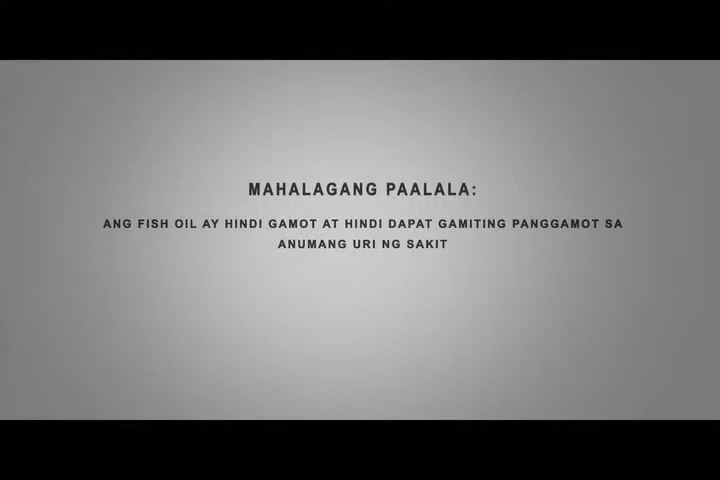 MAHALAGANG PAALALA:
ANG FISH OIL AY HINDI GAMOT AT HINDI DAPAT GAMITING PANGGAMOT SA
ANUMANG URI NG SAKIT